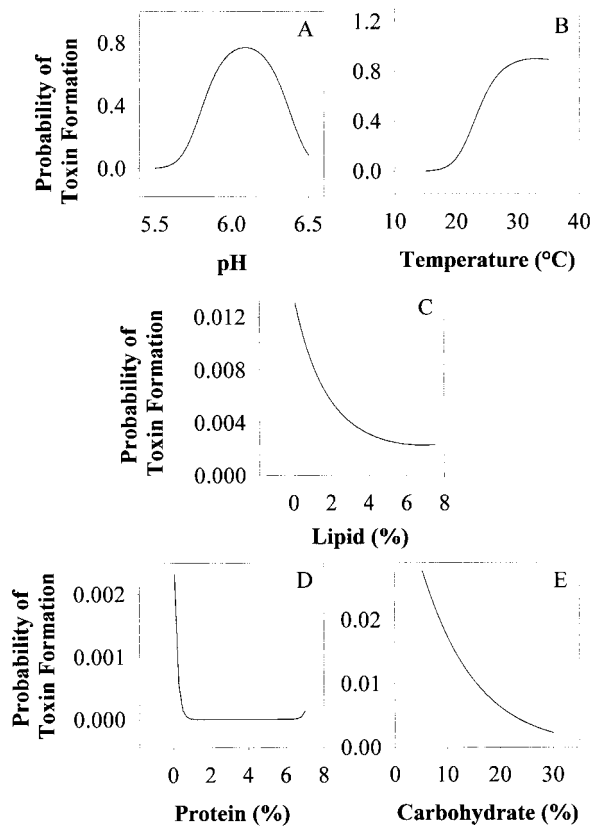 A
Probability of
Toxin Formation
0.8
0.4
0.0
5.5 6.0 6.5
pH
B
1.2
0.8
0.4
0.0
10 20 30 40
Temperature (°C)
C
Probability of
Toxin Formation
0.012
0.008
0.004
0.000
0 2 4 6 8
Lipid (%)
D
Probability of
Toxin Formation
0.002
0.001
0.000
0 2 4 6 8
Protein (%)
E
0.02
0.01
0.00
0 10 20 30
Carbohydrate (%)